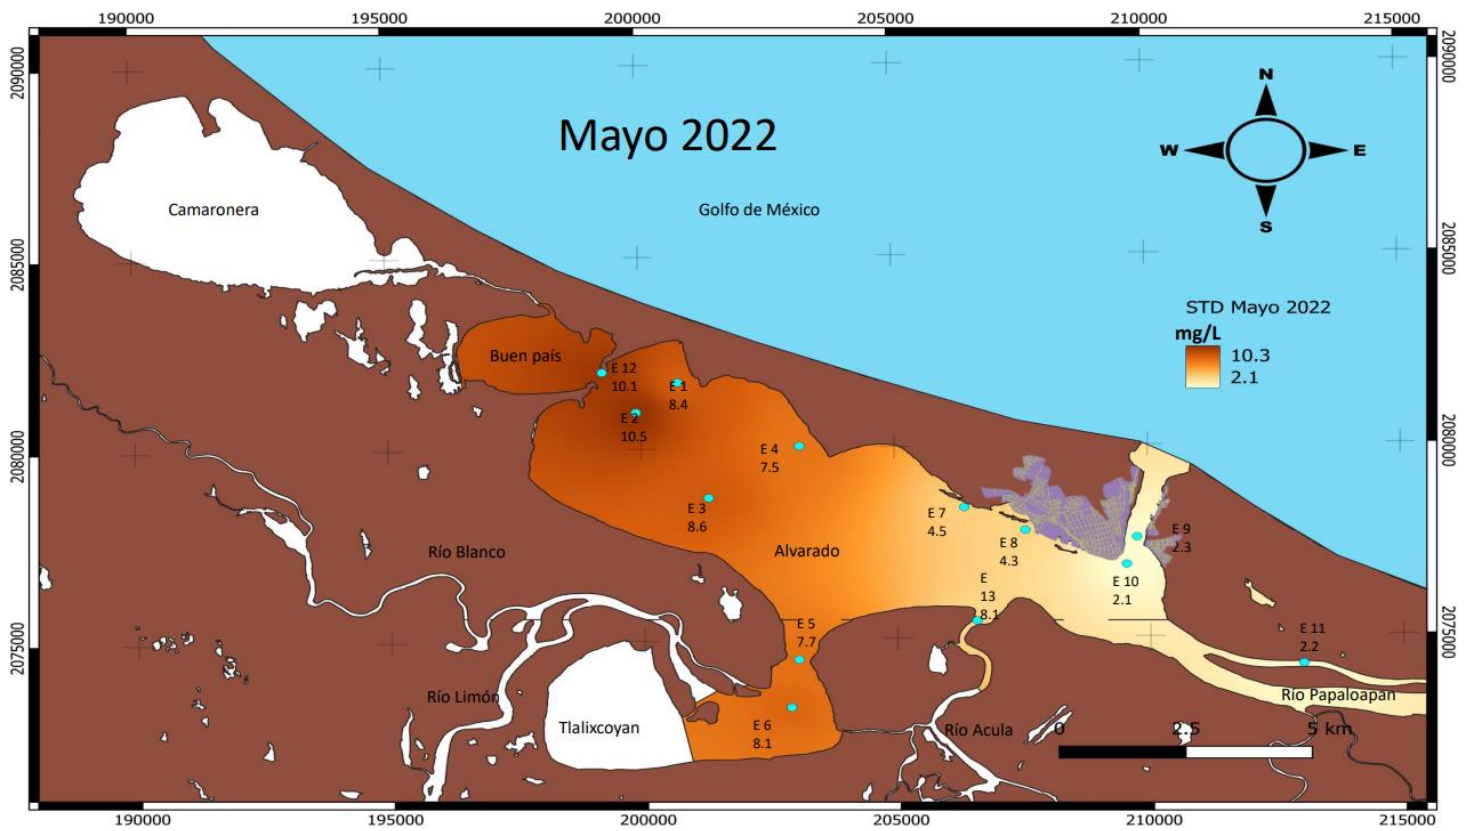 190000
195000
200000
205000
210000
215000
2090000
2090000
Mayo 2022
N
W
E
S
Camaronera
Golfo de México
2085000
2085000
STD Mayo 2022
mg/L
10.3
2.1
Buen país
E 12
10.1
E 1
8.4
E 2
10.5
2080000
2080000
E 4
7.5
E 3
8.6
E 7
4.5
E 8
4.3
E 9
2.3
Río Blanco
Alvarado
E
13
8.1
E 10
2.1
2075000
2075000
E 5
7.7
E 11
2.2
Río Limón
Río Papaloapan
Tlalixcoyan
E 6
8.1
Río Acula
0
2.5
5 km
190000
195000
200000
205000
210000
215000